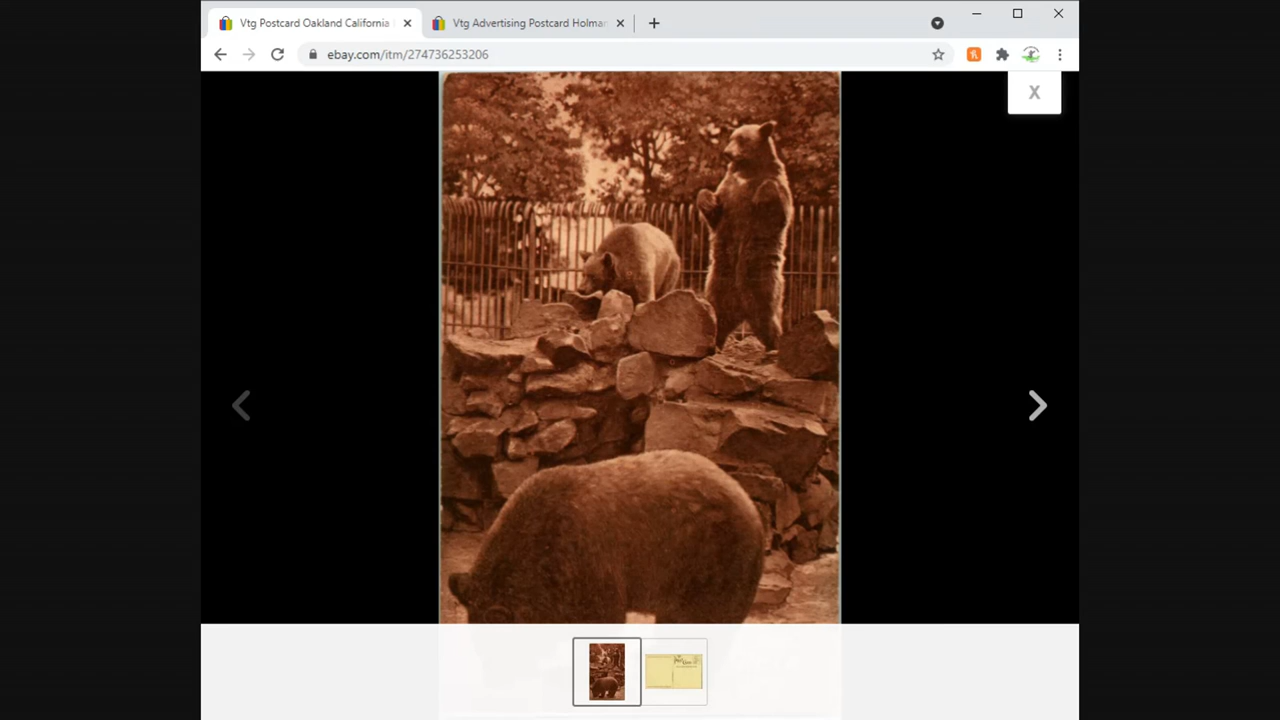 Vtg Postcard Oakland California
Vtg Advertising Postcard Holman
ebay.com/itm/274736253206
X